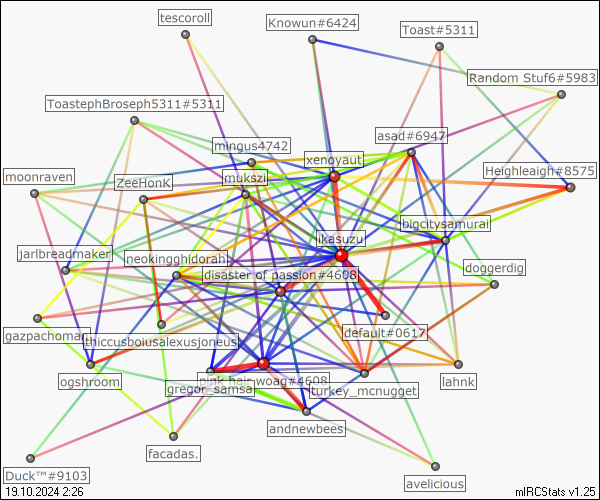 tescoroll
Knowun#6424
Toast#5311
Random Stuf6#5983
ToastephBroseph5311#5311
mingus4742
asad#6947
xenoyaut
moonraven
ZeeHonK
mukszi
Heighleaigh#8575
bigcitysamurai
ikasuzu
jarlbreadmaker
neokingghidorah
disaster of passion#4608
doggerdig
gazpachoman
thiccusboiusalexusjoneus
default#0617
ogshroom
pink hair woag#4608
gregor_samsa
turkey_mcnugget
lahnk
andnewbees
facadas.
Duck™#9103
avelicious
19.10.2024 2:26
mIRCStats v1.25